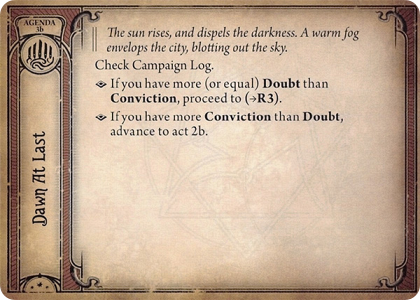 AGENDA
3b
Dawn At Last
The sun rises, and dispels the darkness. A warm fog
envelops the city, blotting out the sky.
Check Campaign Log.
If you have more (or equal) Doubt than
Conviction, proceed to (→R3).
If you have more Conviction than Doubt,
advance to act 2b.